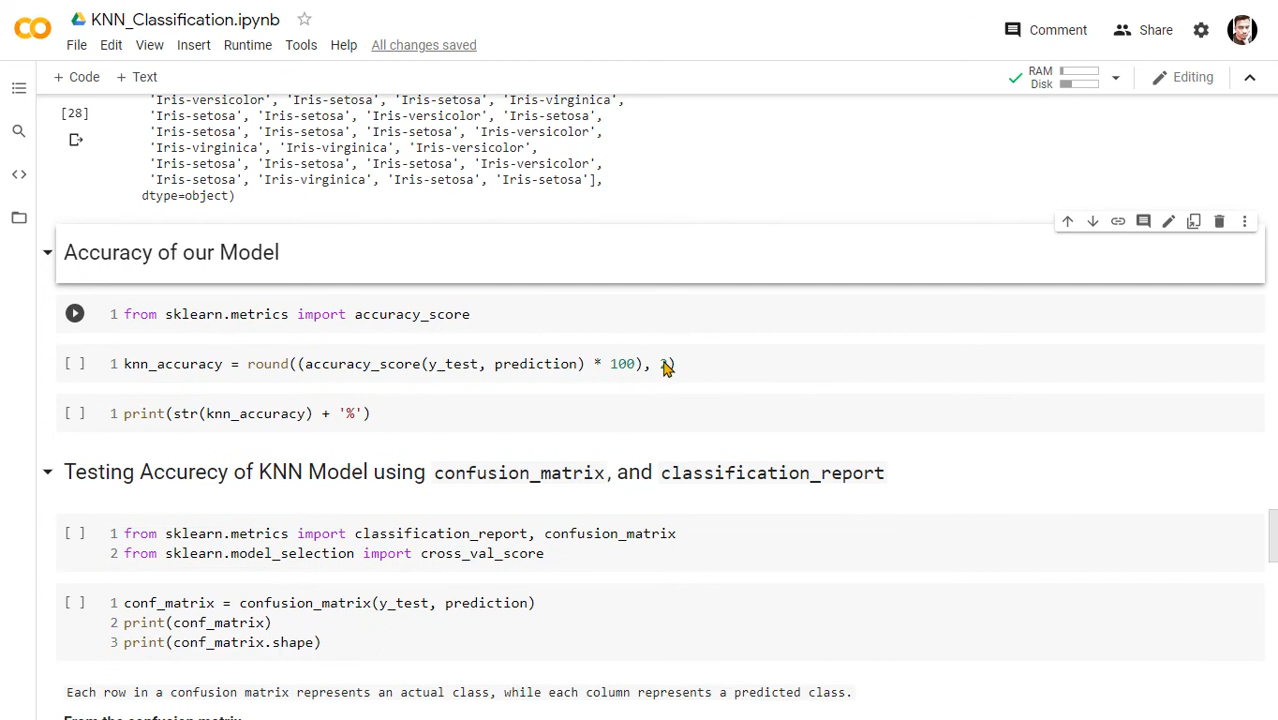 KNN_Classification.ipynb
File Edit View Insert Runtime Tools Help All changes saved
Comment Share
+ Code + Text
RAM
Disk
Editing
'Iris-versicolor', 'Iris-setosa', 'Iris-setosa', 'Iris-virginica',
[28]
'Iris-setosa', 'Iris-setosa', 'Iris-versicolor', 'Iris-setosa',
'Iris-setosa', 'Iris-setosa', 'Iris-setosa', 'Iris-versicolor',
'Iris-virginica', 'Iris-virginica', 'Iris-versicolor',
'Iris-setosa', 'Iris-setosa', 'Iris-setosa', 'Iris-versicolor',
'Iris-setosa', 'Iris-virginica', 'Iris-setosa', 'Iris-setosa'],
dtype=object)
Accuracy of our Model
1 from sklearn.metrics import accuracy_score
[ ] 1 knn_accuracy = round((accuracy_score(y_test, prediction) * 100), )
[ ] 1 print(str(knn_accuracy) + '%')
Testing Accurecy of KNN Model using confusion_matrix, and classification_report
[ ] 1 from sklearn.metrics import classification_report, confusion_matrix
2 from sklearn.model_selection import cross_val_score
[ ] 1 conf_matrix = confusion_matrix(y_test, prediction)
2 print(conf_matrix)
3 print(conf_matrix.shape)
Each row in a confusion matrix represents an actual class, while each column represents a predicted class.
From the confusion matrix